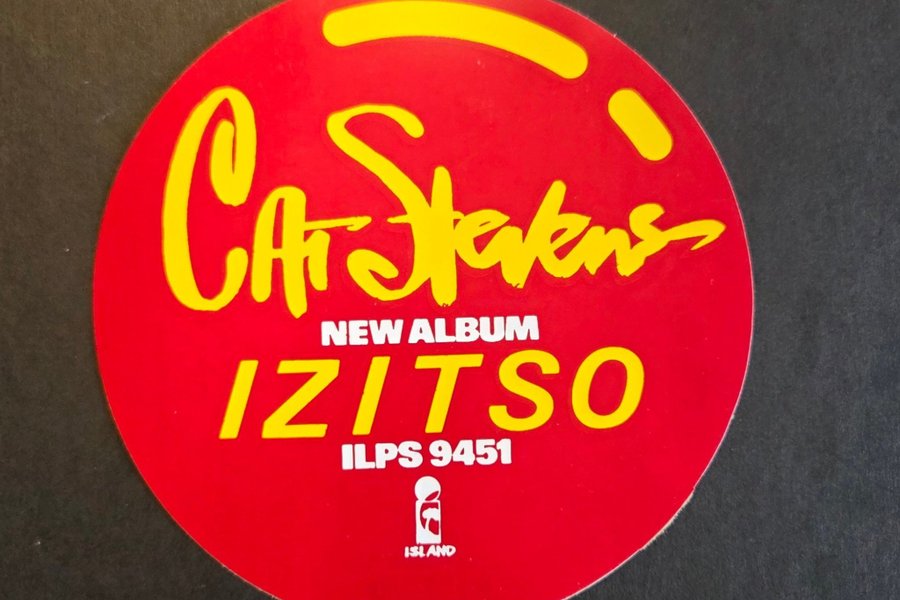 Cat Stevens
NEW ALBUM
IZITSO
ILPS 9451
ISLAND